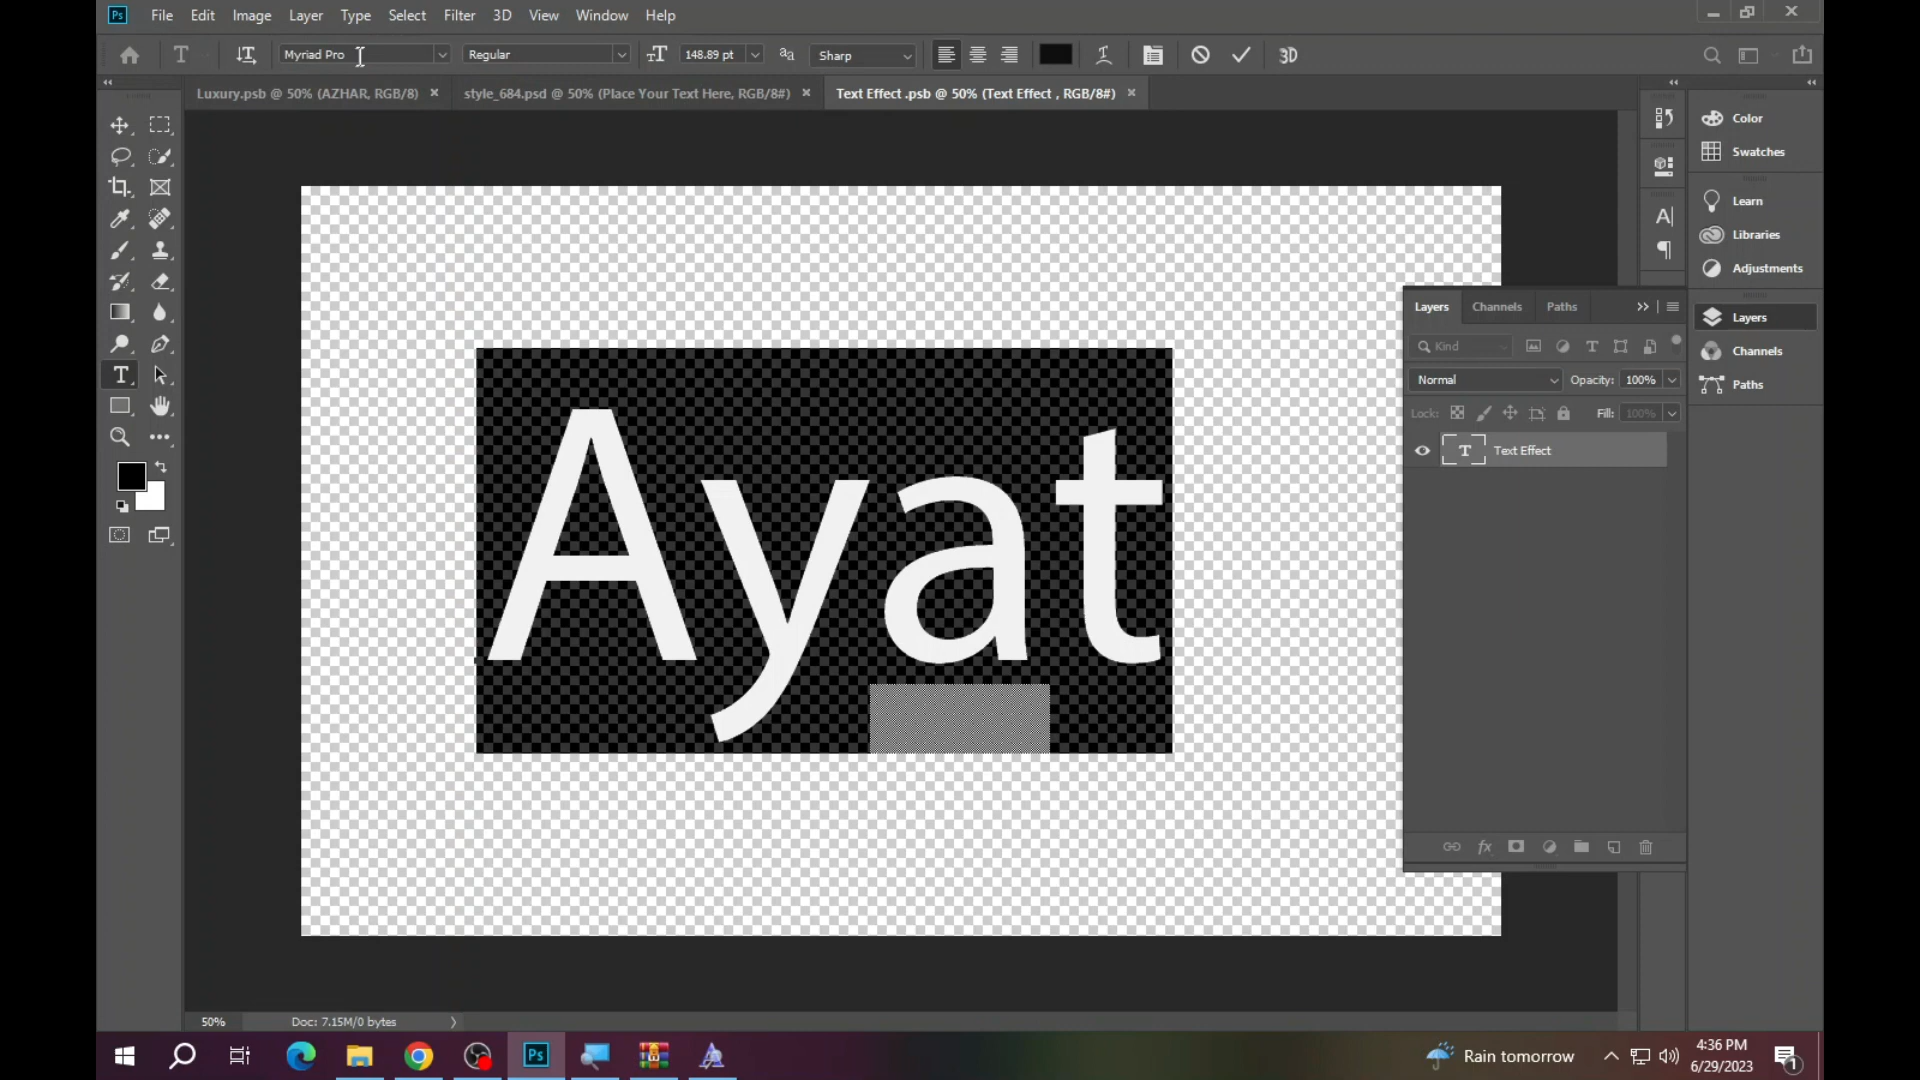 Ps File Edit Image Layer Type Select Filter 3D View Window Help
T Myriad Pro Regular 148.89 pt Sharp 3D
Luxury.psb @ 50% (AZHAR, RGB/8) style_684.psd @ 50% (Place Your Text Here, RGB/8#) Text Effect .psb @ 50% (Text Effect , RGB/8#)
Color
Swatches
Learn
Libraries
Adjustments
Layers
Channels
Paths
Layers Channels Paths
Kind
Normal Opacity: 100%
Lock: Fill: 100%
T Text Effect
Ayat
50% Doc: 7.15M/0 bytes
Ps
Rain tomorrow
4:36 PM
6/29/2023
1